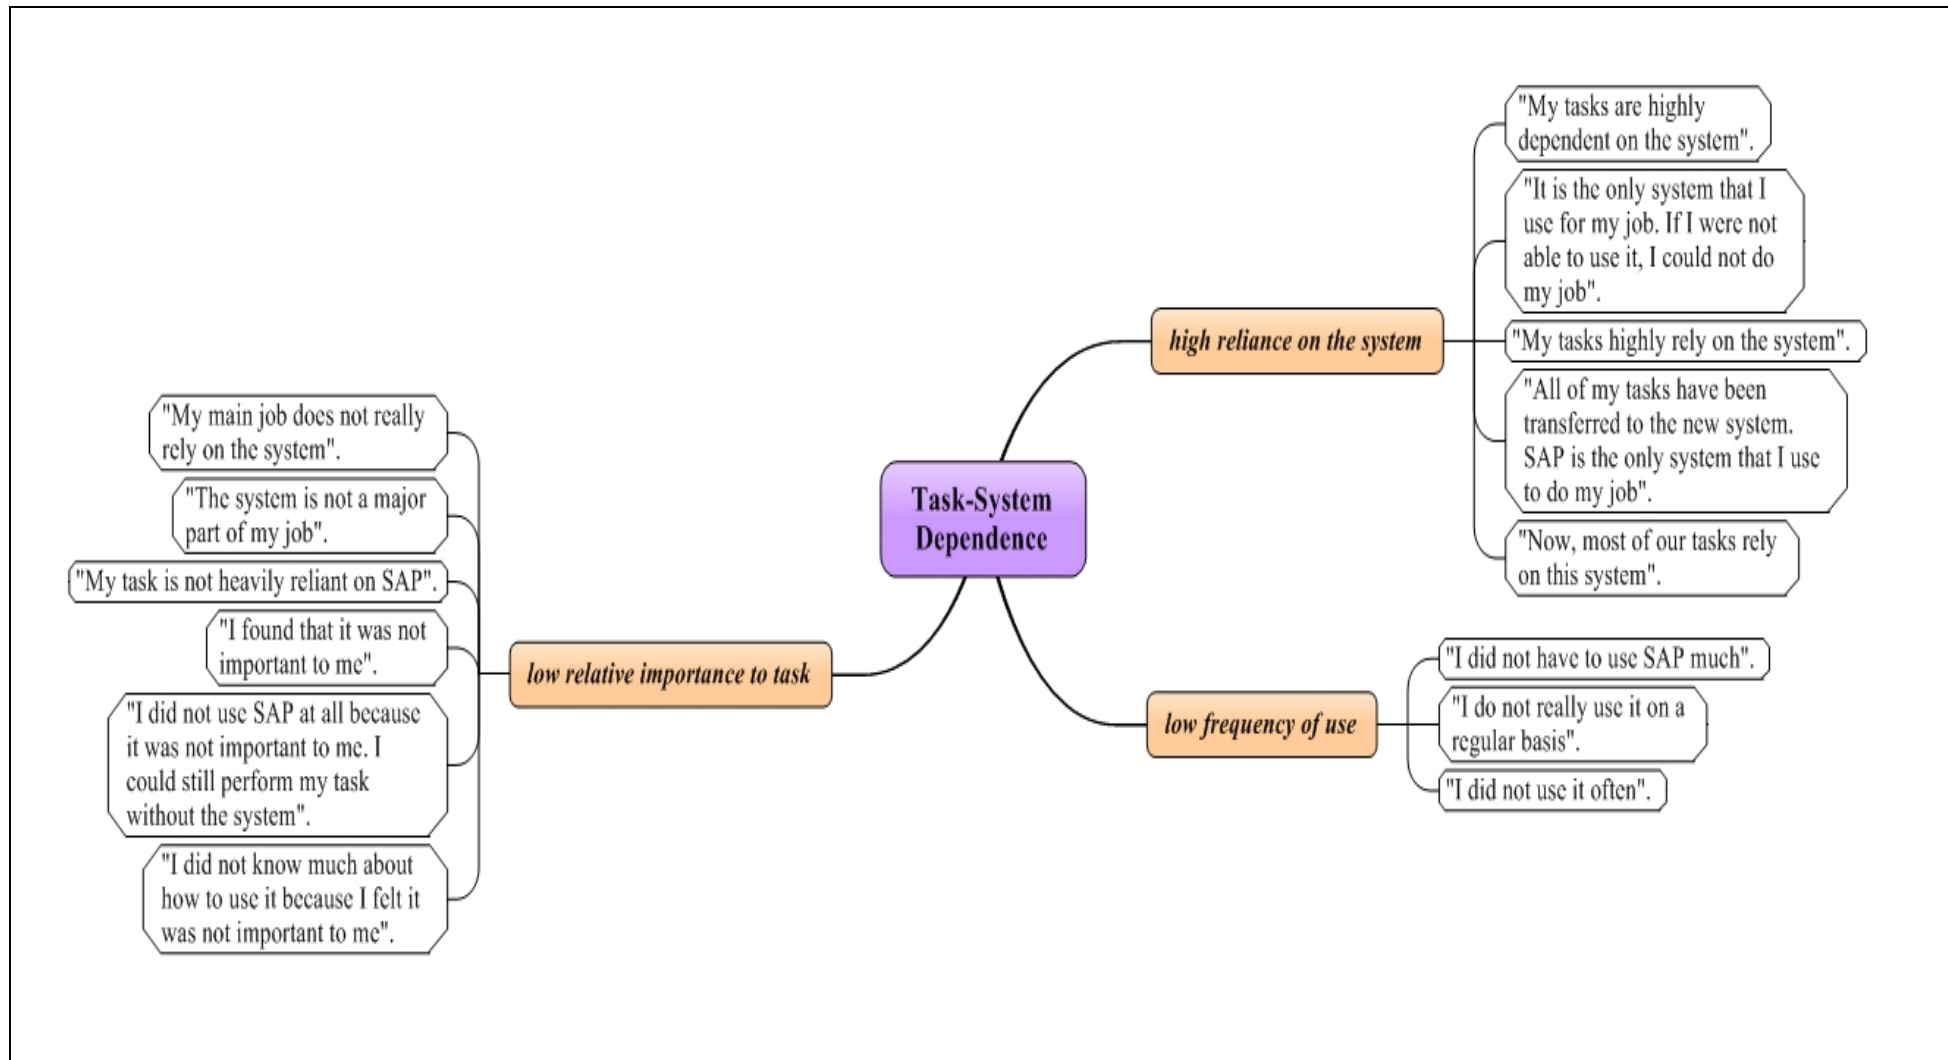 Task-System
Dependence
high reliance on the system
"My tasks are highly
dependent on the system".
"It is the only system that I
use for my job. If I were not
able to use it, I could not do
my job".
"My tasks highly rely on the system".
"All of my tasks have been
transferred to the new system.
SAP is the only system that I use
to do my job".
"Now, most of our tasks rely
on this system".
low frequency of use
"I did not have to use SAP much".
"I do not really use it on a
regular basis".
"I did not use it often".
low relative importance to task
"My main job does not really
rely on the system".
"The system is not a major
part of my job".
"My task is not heavily reliant on SAP".
"I found that it was not
important to me".
"I did not use SAP at all because
it was not important to me. I
could still perform my task
without the system".
"I did not know much about
how to use it because I felt it
was not important to me".